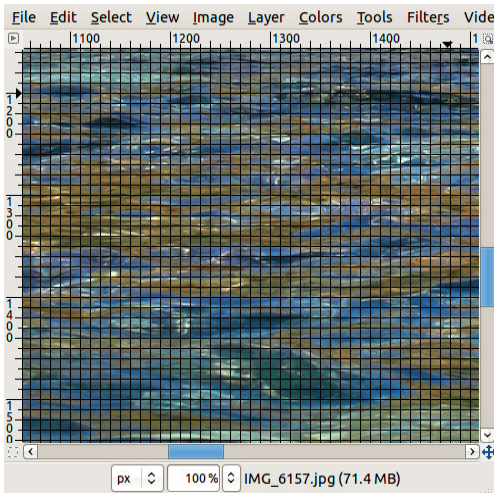 File Edit Select View Image Layer Colors Tools Filters Vide
1100 1200 1300 1400 1
1200
1300
1400
1500
px 100 % IMG_6157.jpg (71.4 MB)